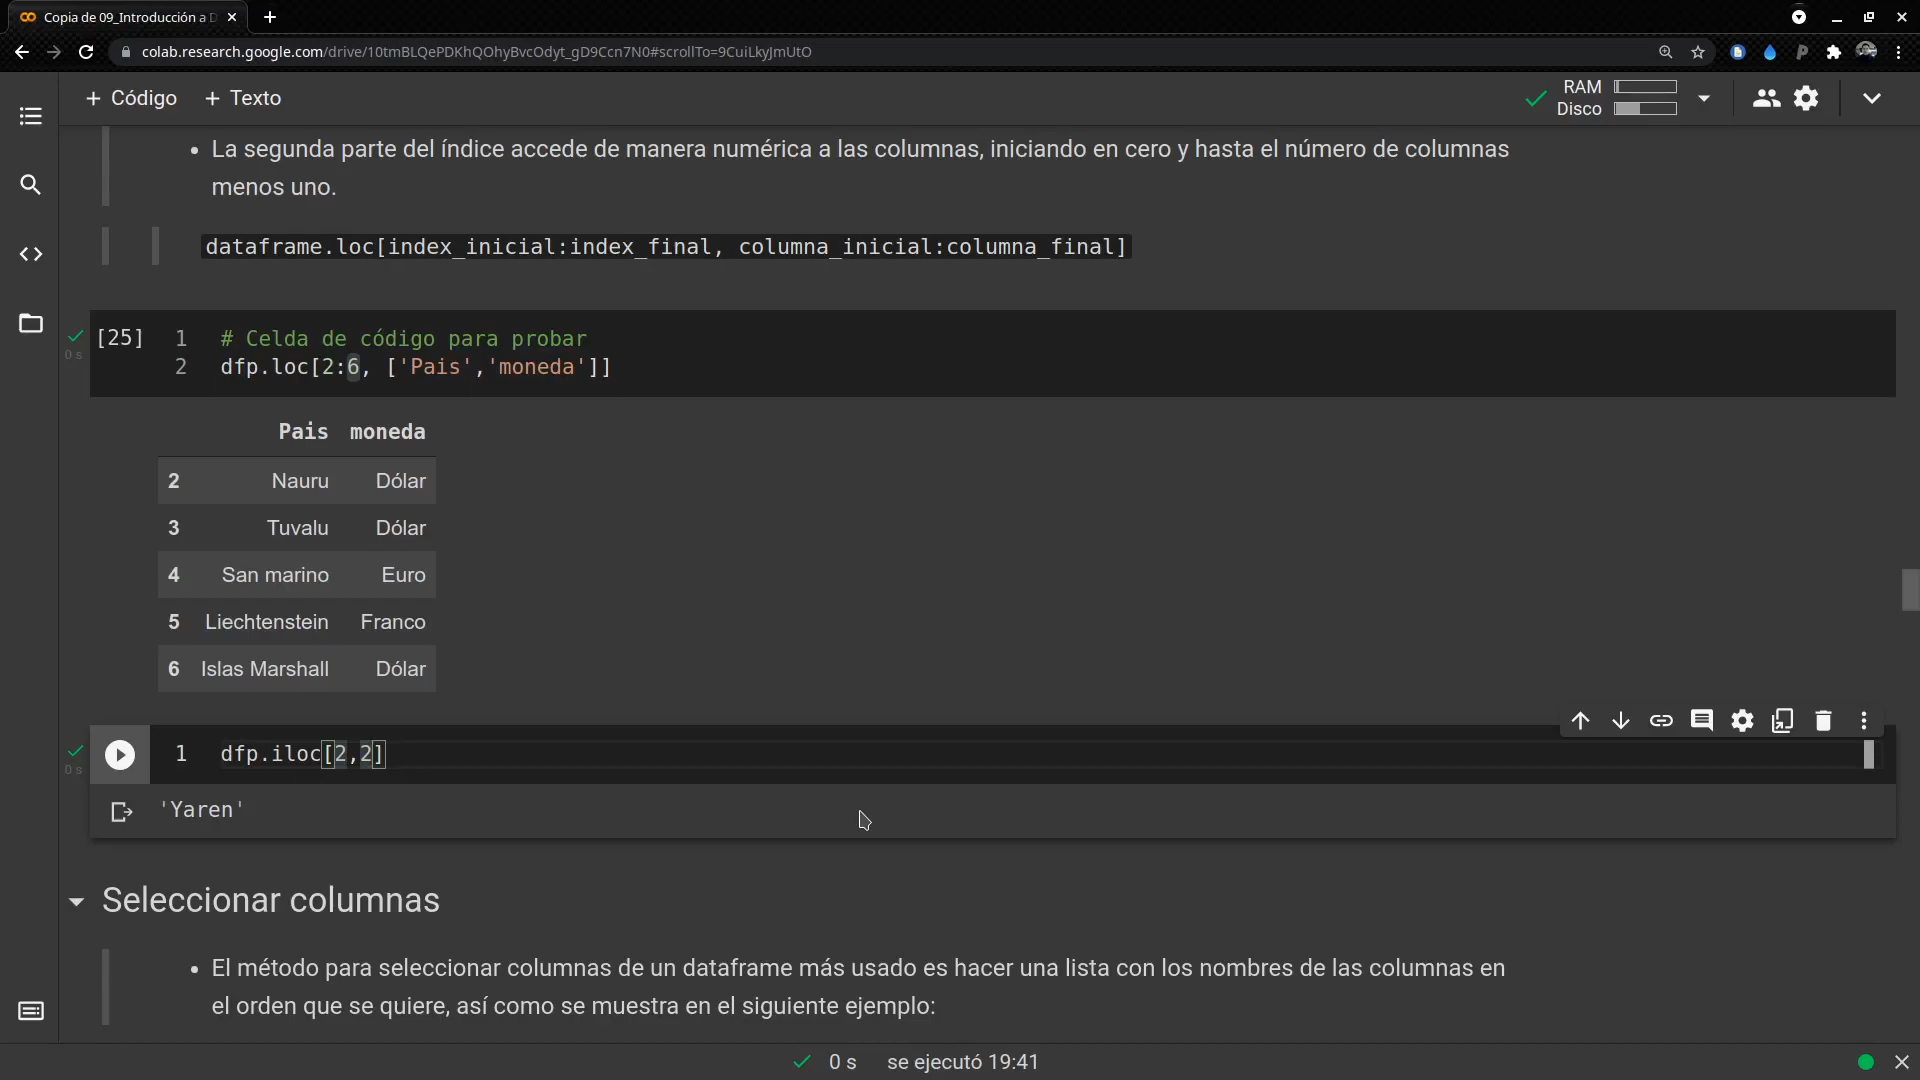 Copia de 09_Introducción a D
colab.research.google.com/drive/10tmBLQePDKhQOhyBvcOdyt_gD9Ccn7N0#scrollTo=9CuiLkyJmUtO
+ Código + Texto
RAM
Disco
• La segunda parte del índice accede de manera numérica a las columnas, iniciando en cero y hasta el número de columnas
menos uno.
dataframe.loc[index_inicial:index_final, columna_inicial:columna_final]
[25] 1 # Celda de código para probar
0 s
2 dfp.loc[2:6, ['Pais','moneda']]
Pais moneda
2 Nauru Dólar
3 Tuvalu Dólar
4 San marino Euro
5 Liechtenstein Franco
6 Islas Marshall Dólar
1 dfp.iloc[2,2]
0 s
'Yaren'
Seleccionar columnas
• El método para seleccionar columnas de un dataframe más usado es hacer una lista con los nombres de las columnas en
el orden que se quiere, así como se muestra en el siguiente ejemplo:
0 s se ejecutó 19:41